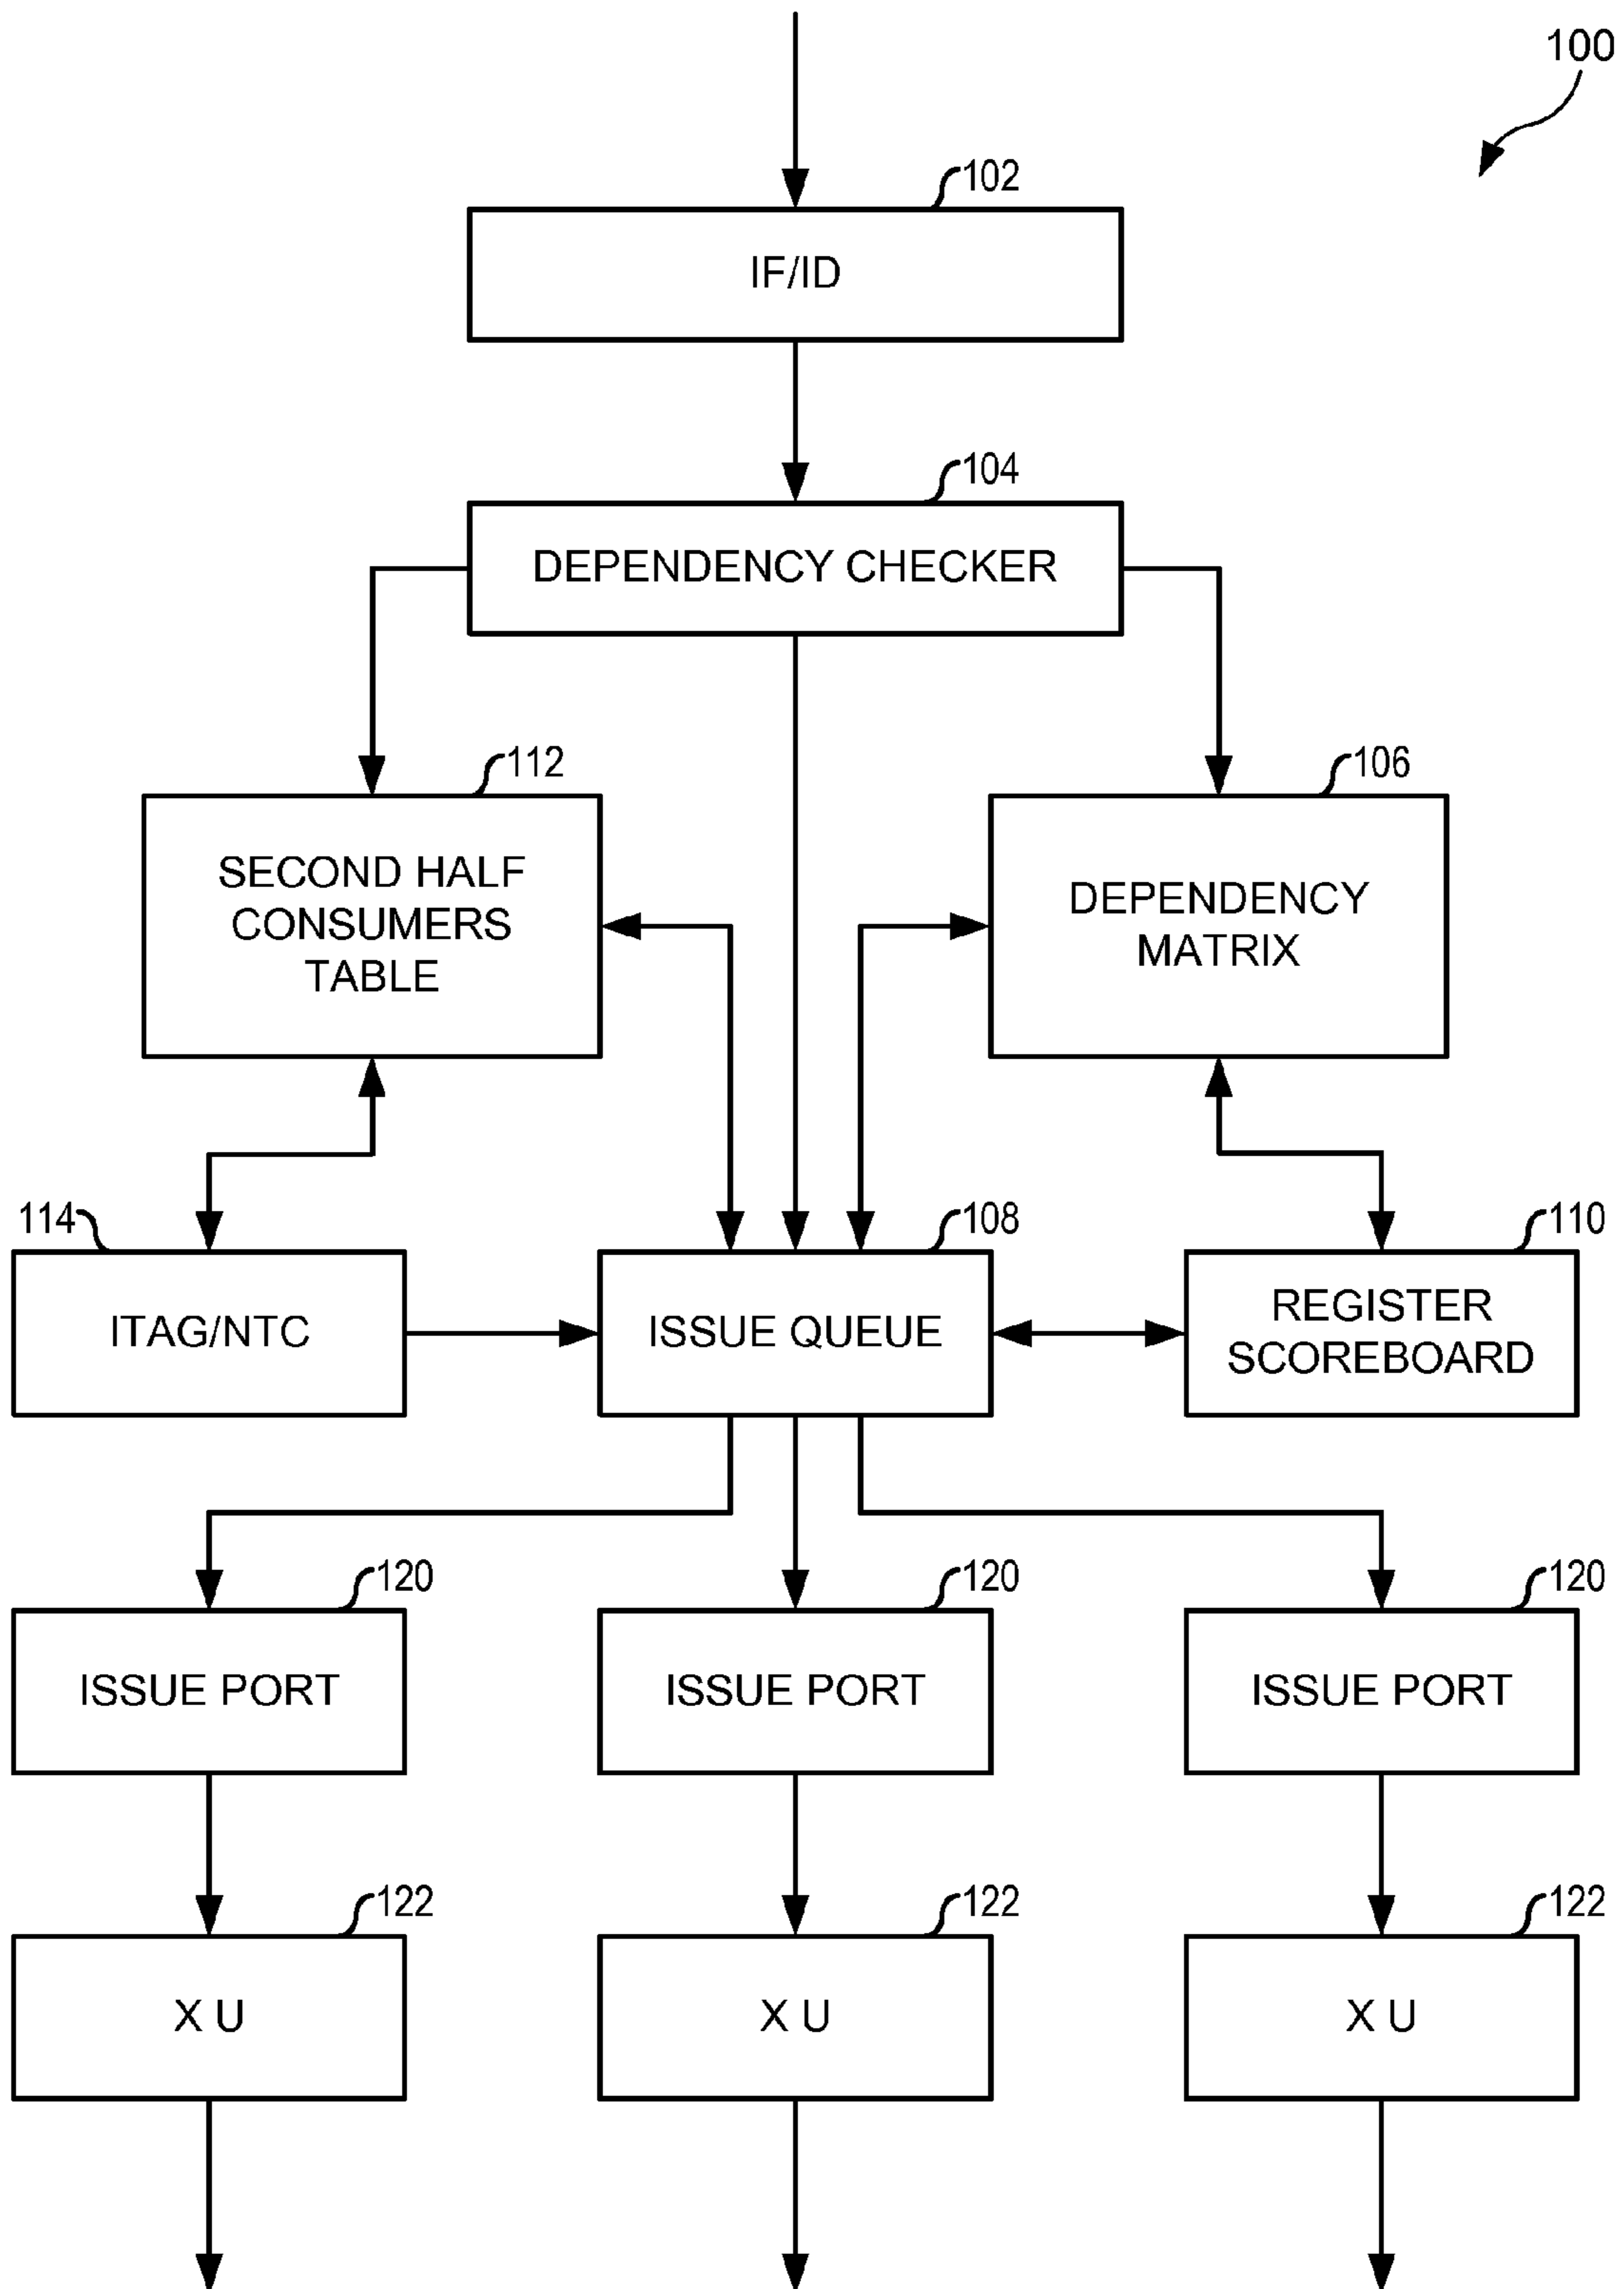 100
102
IF/ID
104
DEPENDENCY CHECKER
112
106
SECOND HALF
CONSUMERS
TABLE
DEPENDENCY
MATRIX
114
108
110
ITAG/NTC
ISSUE QUEUE
REGISTER
SCOREBOARD
120
120
120
ISSUE PORT
ISSUE PORT
ISSUE PORT
122
122
122
X U
X U
X U